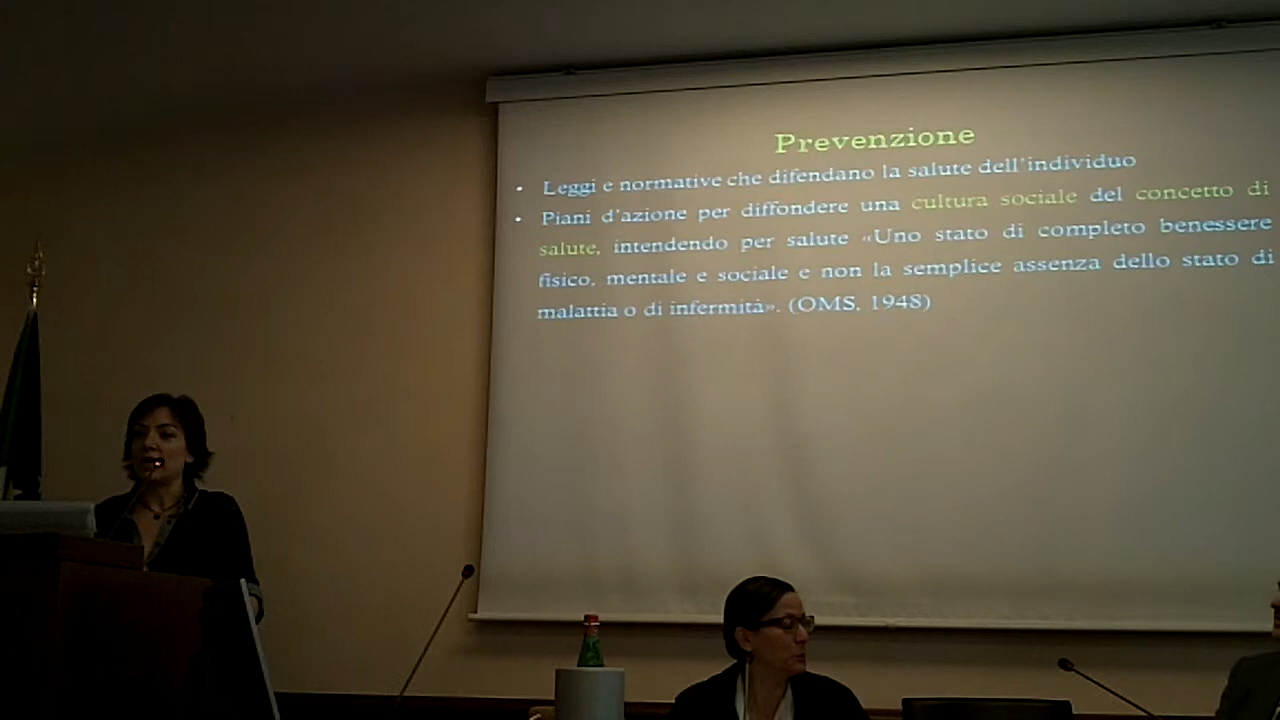 Prevenzione
• Leggi e normative che difendano la salute dell'individuo
• Piani d'azione per diffondere una cultura sociale del concetto di
salute, intendendo per salute «Uno stato di completo benessere
fisico, mentale e sociale e non la semplice assenza dello stato di
malattia o di infermità». (OMS, 1948)